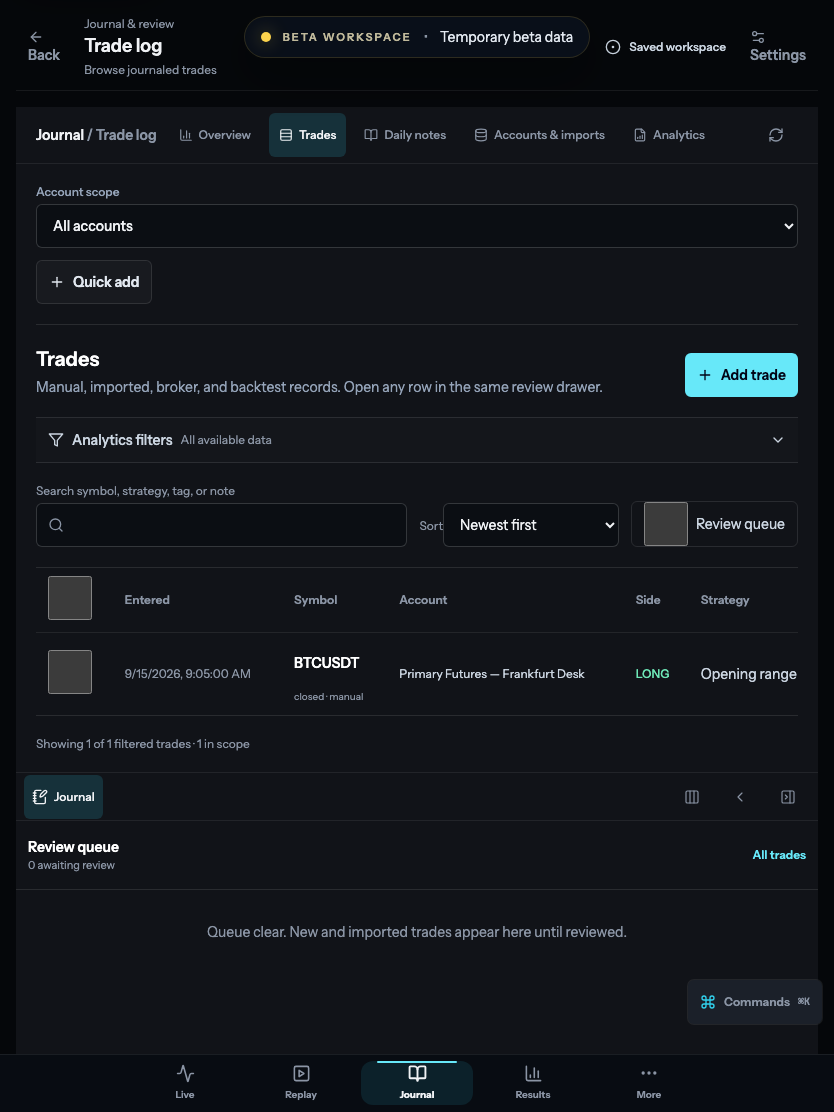 Back
Journal & review
Trade log
Browse journaled trades
BETA WORKSPACE • Temporary beta data
Saved workspace
Settings
Journal / Trade log
Overview
Trades
Daily notes
Accounts & imports
Analytics
Account scope
All accounts
Quick add
Trades
Manual, imported, broker, and backtest records. Open any row in the same review drawer.
Add trade
Analytics filters All available data
Search symbol, strategy, tag, or note
Sort Newest first
Review queue
Entered Symbol Account Side Strategy
9/15/2026, 9:05:00 AM BTCUSDT Primary Futures — Frankfurt Desk LONG Opening range
closed · manual
Showing 1 of 1 filtered trades · 1 in scope
Journal
Review queue
0 awaiting review
All trades
Queue clear. New and imported trades appear here until reviewed.
Commands ⌘K
Live
Replay
Journal
Results
More